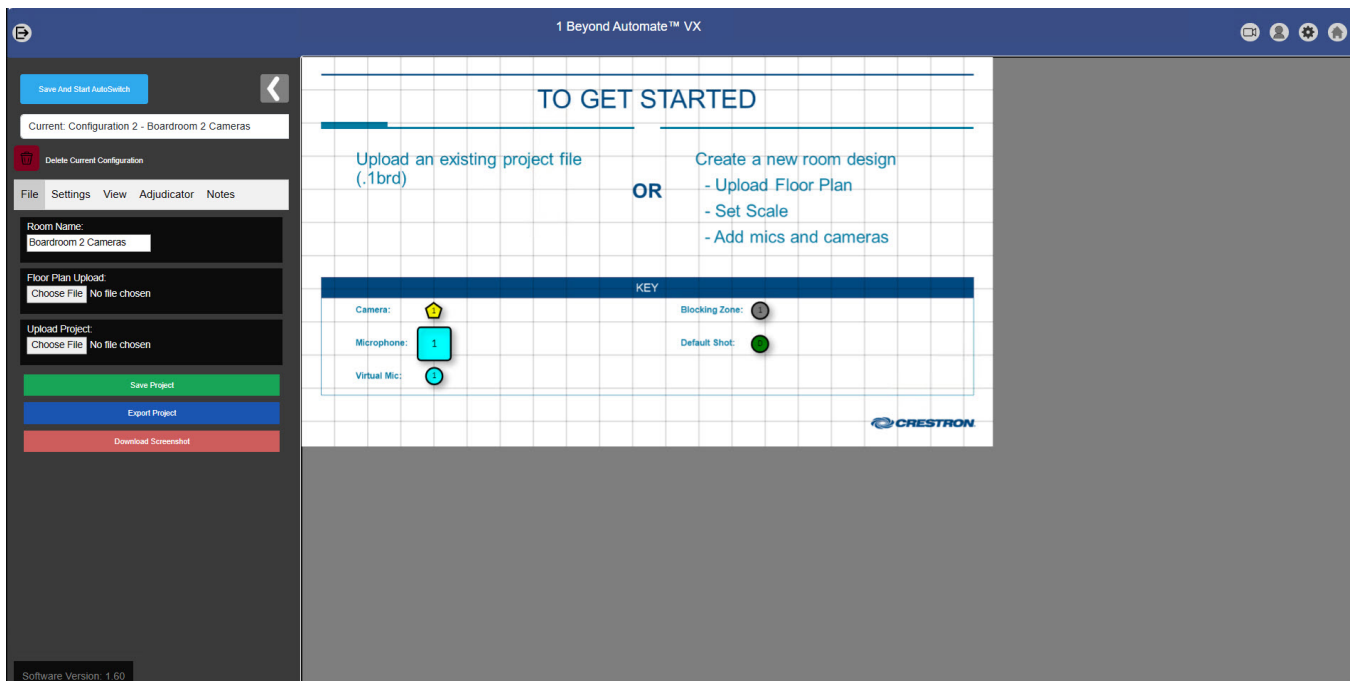 1 Beyond Automate™ VX
Save And Start AutoSwitch
Current: Configuration 2 - Boardroom 2 Cameras
Delete Current Configuration
File Settings View Adjudicator Notes
Room Name:
Boardroom 2 Cameras
Floor Plan Upload:
Choose File No file chosen
Upload Project:
Choose File No file chosen
Save Project
Export Project
Download Screenshot
Software Version: 1.60
TO GET STARTED
Upload an existing project file
(.1brd)
OR
Create a new room design
- Upload Floor Plan
- Set Scale
- Add mics and cameras
KEY
Camera: 1
Blocking Zone: 1
Microphone: 1
Default Shot: 0
Virtual Mic: 1
CRESTRON